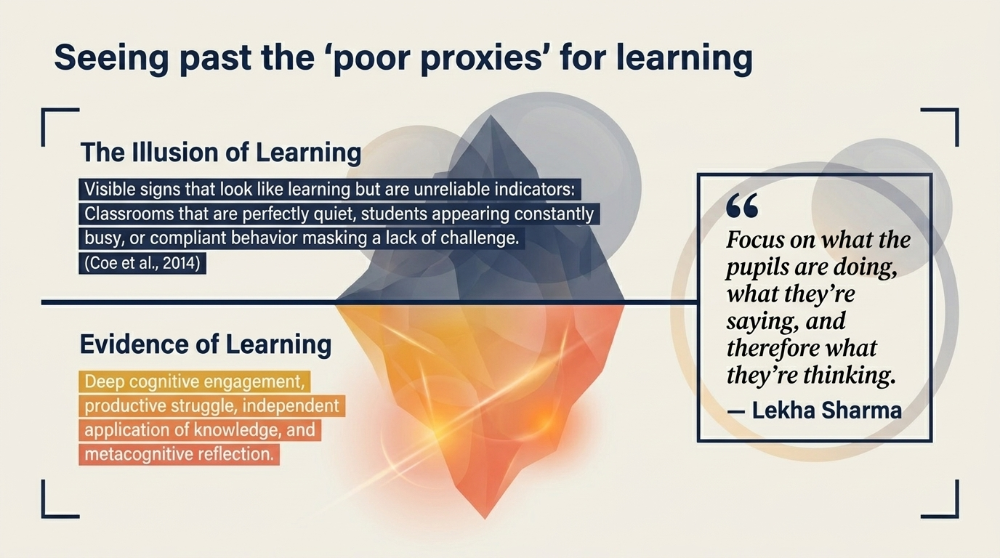 Seeing past the ‘poor proxies’ for learning
The Illusion of Learning
Visible signs that look like learning but are unreliable indicators:
Classrooms that are perfectly quiet, students appearing constantly
busy, or compliant behavior masking a lack of challenge.
(Coe et al., 2014)
Evidence of Learning
Deep cognitive engagement,
productive struggle, independent
application of knowledge, and
metacognitive reflection.
“
Focus on what the
pupils are doing,
what they’re
saying, and
therefore what
they’re thinking.
— Lekha Sharma